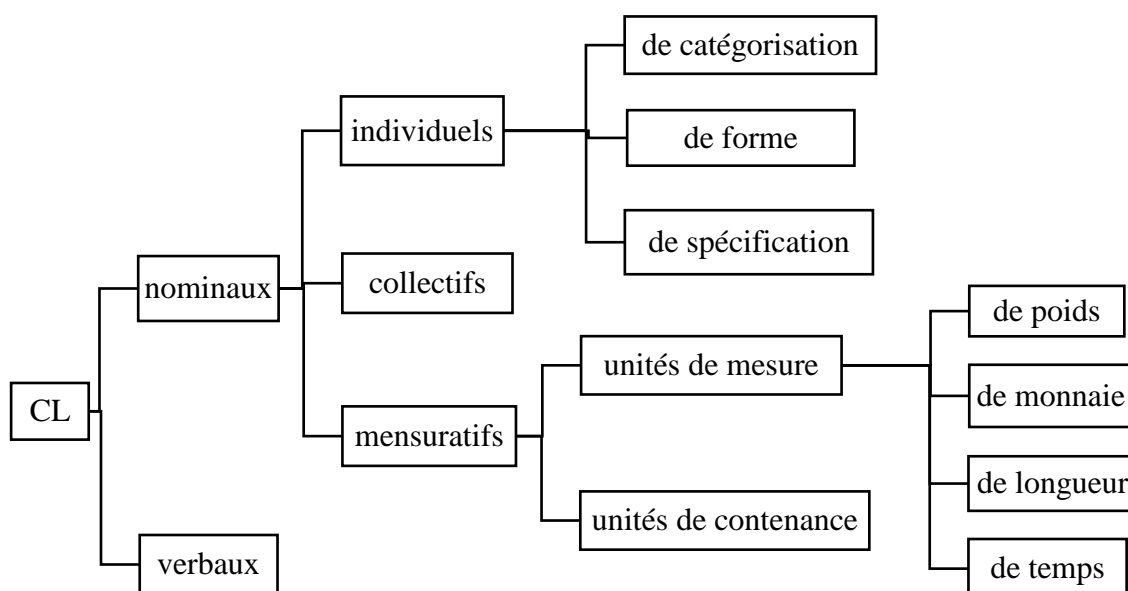 de catégorisation
individuels
de forme
de spécification
nominaux
collectifs
de poids
unités de mesure
CL
de monnaie
mensuratifs
de longueur
unités de contenance
verbaux
de temps